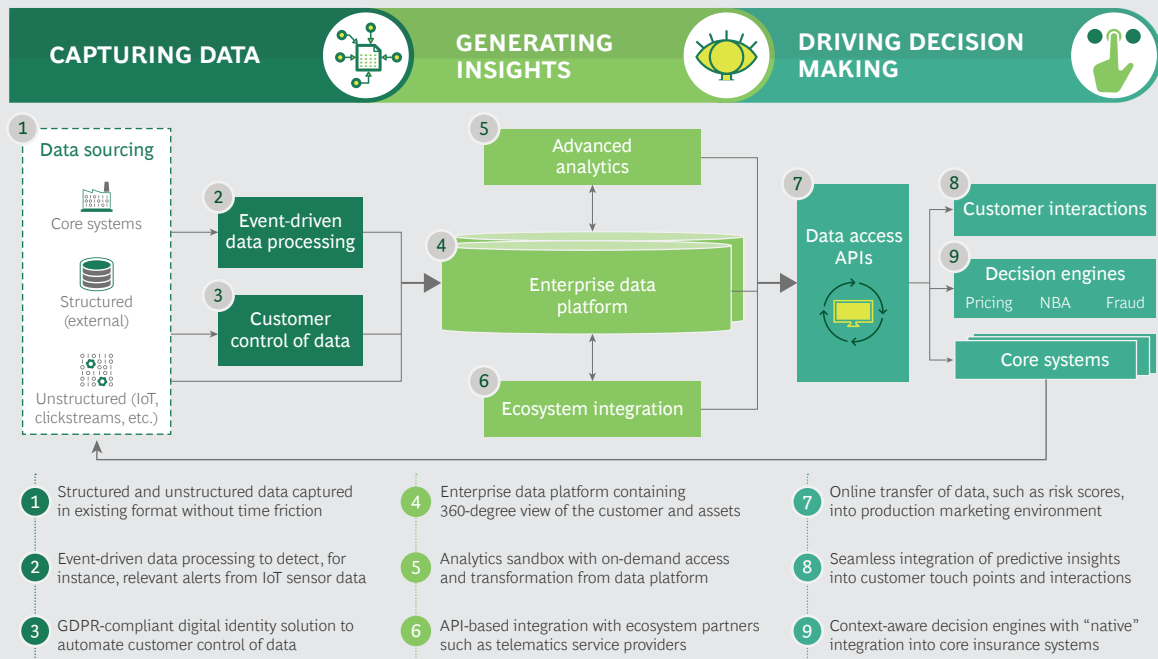 CAPTURING DATA
GENERATING
INSIGHTS
DRIVING DECISION
MAKING
1
Data sourcing
Core systems
Structured
(external)
Unstructured (IoT,
clickstreams, etc.)
2
Event-driven
data processing
3
Customer
control of data
5
Advanced
analytics
4
Enterprise data
platform
6
Ecosystem integration
7
Data access
APIs
8
Customer interactions
9
Decision engines
Pricing NBA Fraud
Core systems
1
Structured and unstructured data captured
in existing format without time friction
2
Event-driven data processing to detect, for
instance, relevant alerts from IoT sensor data
3
GDPR-compliant digital identity solution to
automate customer control of data
4
Enterprise data platform containing
360-degree view of the customer and assets
5
Analytics sandbox with on-demand access
and transformation from data platform
6
API-based integration with ecosystem partners
such as telematics service providers
7
Online transfer of data, such as risk scores,
into production marketing environment
8
Seamless integration of predictive insights
into customer touch points and interactions
9
Context-aware decision engines with “native”
integration into core insurance systems